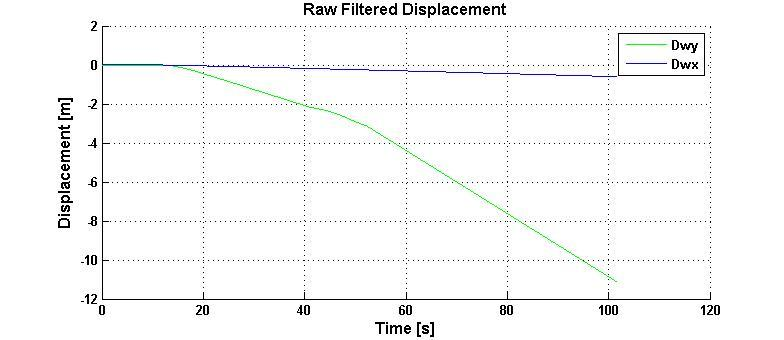 Raw Filtered Displacement
2
0
-2
-4
-6
-8
-10
-12
Displacement [m]
Dwy
Dwx
0 20 40 60 80 100 120
Time [s]